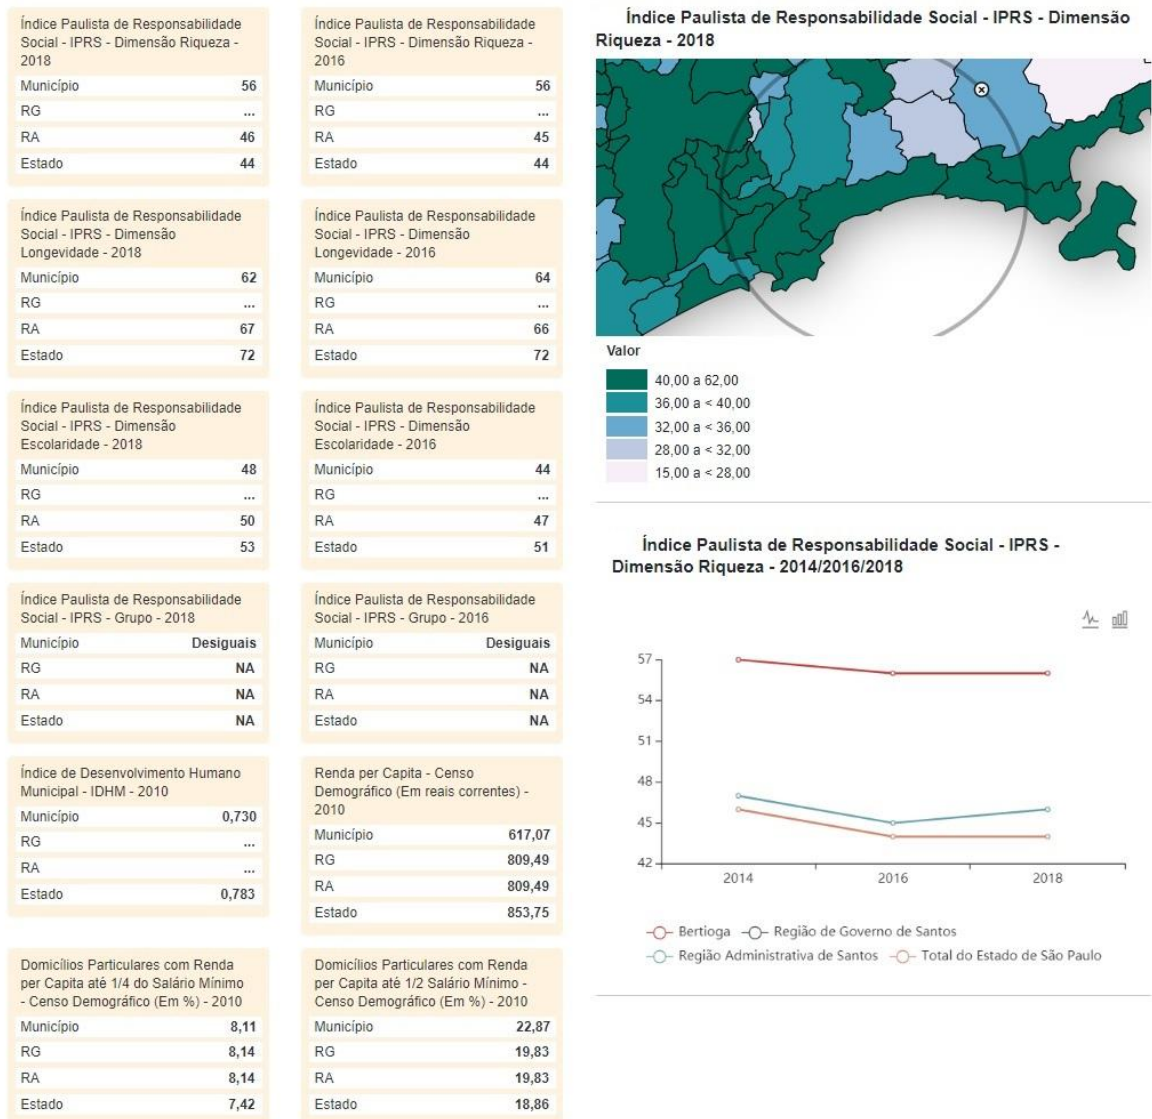 Índice Paulista de Responsabilidade
Social - IPRS - Dimensão Riqueza -
2018
Município 56
RG ...
RA 46
Estado 44
Índice Paulista de Responsabilidade
Social - IPRS - Dimensão Riqueza -
2016
Município 56
RG ...
RA 45
Estado 44
Índice Paulista de Responsabilidade
Social - IPRS - Dimensão
Longevidade - 2018
Município 62
RG ...
RA 67
Estado 72
Índice Paulista de Responsabilidade
Social - IPRS - Dimensão
Longevidade - 2016
Município 64
RG ...
RA 66
Estado 72
Índice Paulista de Responsabilidade
Social - IPRS - Dimensão
Escolaridade - 2018
Município 48
RG ...
RA 50
Estado 53
Índice Paulista de Responsabilidade
Social - IPRS - Dimensão
Escolaridade - 2016
Município 44
RG ...
RA 47
Estado 51
Índice Paulista de Responsabilidade
Social - IPRS - Grupo - 2018
Município Desiguais
RG NA
RA NA
Estado NA
Índice Paulista de Responsabilidade
Social - IPRS - Grupo - 2016
Município Desiguais
RG NA
RA NA
Estado NA
Índice de Desenvolvimento Humano
Municipal - IDHM - 2010
Município 0,730
RG ...
RA ...
Estado 0,783
Renda per Capita - Censo
Demográfico (Em reais correntes) -
2010
Município 617,07
RG 809,49
RA 809,49
Estado 853,75
Domicílios Particulares com Renda
per Capita até 1/4 do Salário Mínimo
- Censo Demográfico (Em %) - 2010
Município 8,11
RG 8,14
RA 8,14
Estado 7,42
Domicílios Particulares com Renda
per Capita até 1/2 Salário Mínimo -
Censo Demográfico (Em %) - 2010
Município 22,87
RG 19,83
RA 19,83
Estado 18,86
Índice Paulista de Responsabilidade Social - IPRS - Dimensão
Riqueza - 2018
Valor
40,00 a 62,00
36,00 a < 40,00
32,00 a < 36,00
28,00 a < 32,00
15,00 a < 28,00
Índice Paulista de Responsabilidade Social - IPRS -
Dimensão Riqueza - 2014/2016/2018
57
54
51
48
45
42
2014 2016 2018
Bertioga Região de Governo de Santos
Região Administrativa de Santos Total do Estado de São Paulo